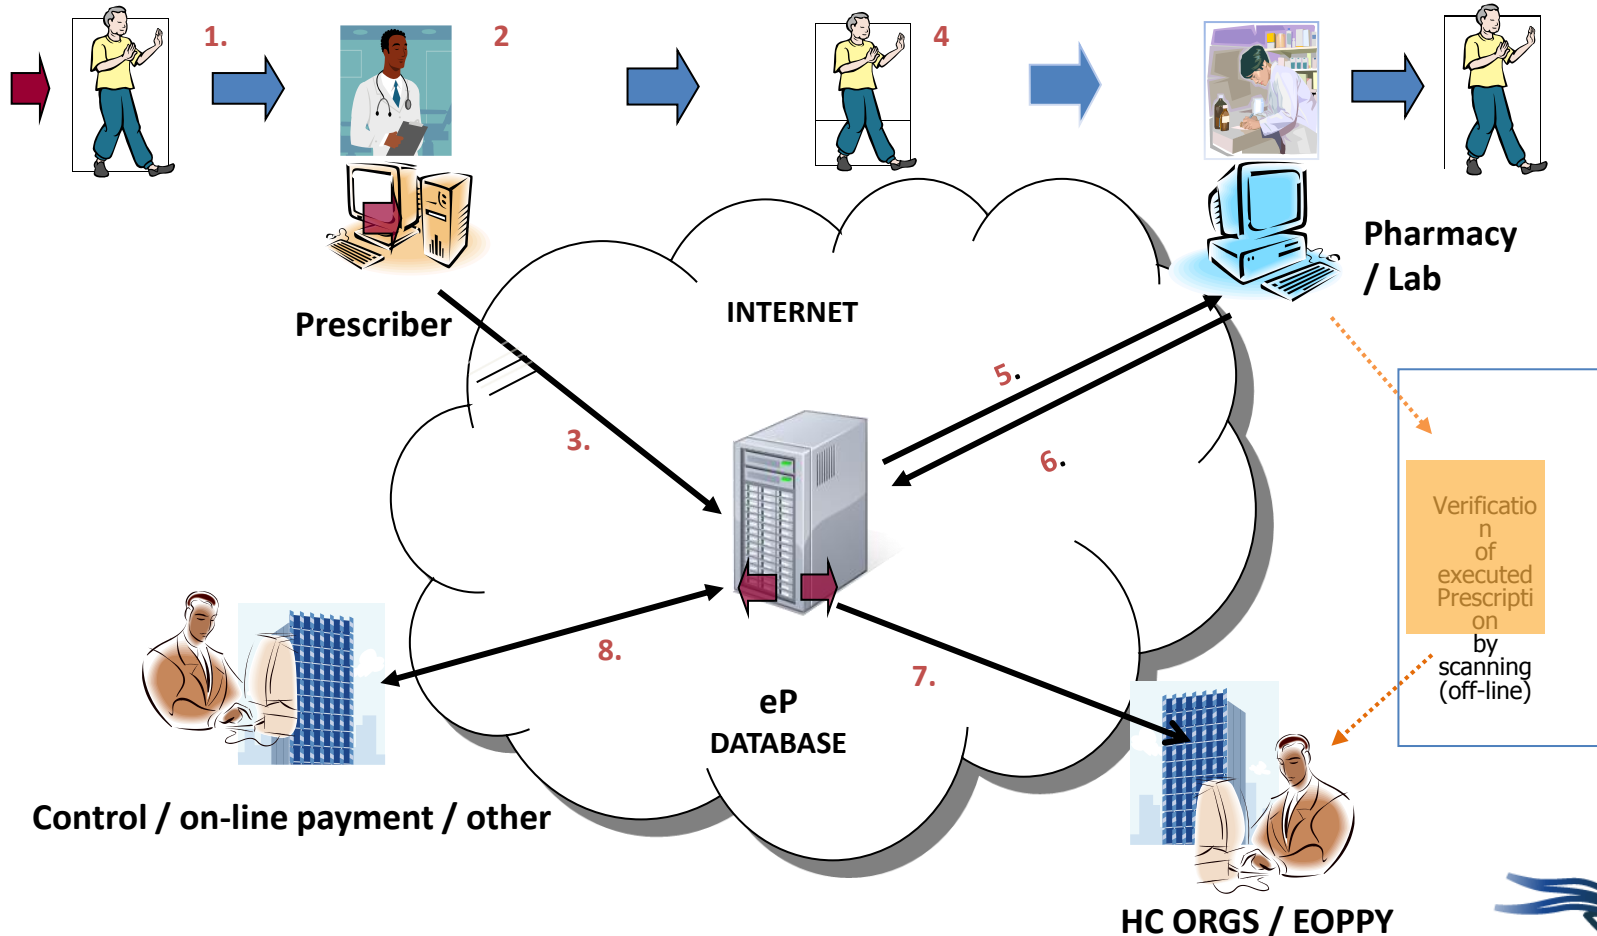 1.
2
4
Pharmacy
/ Lab
INTERNET
Prescriber
5.
3.
6.
Verificatio
n
of
executed
Prescripti
on
by
scanning
(off-line)
8.
7.
eP
DATABASE
Control / on-line payment / other
HC ORGS / EOPPY